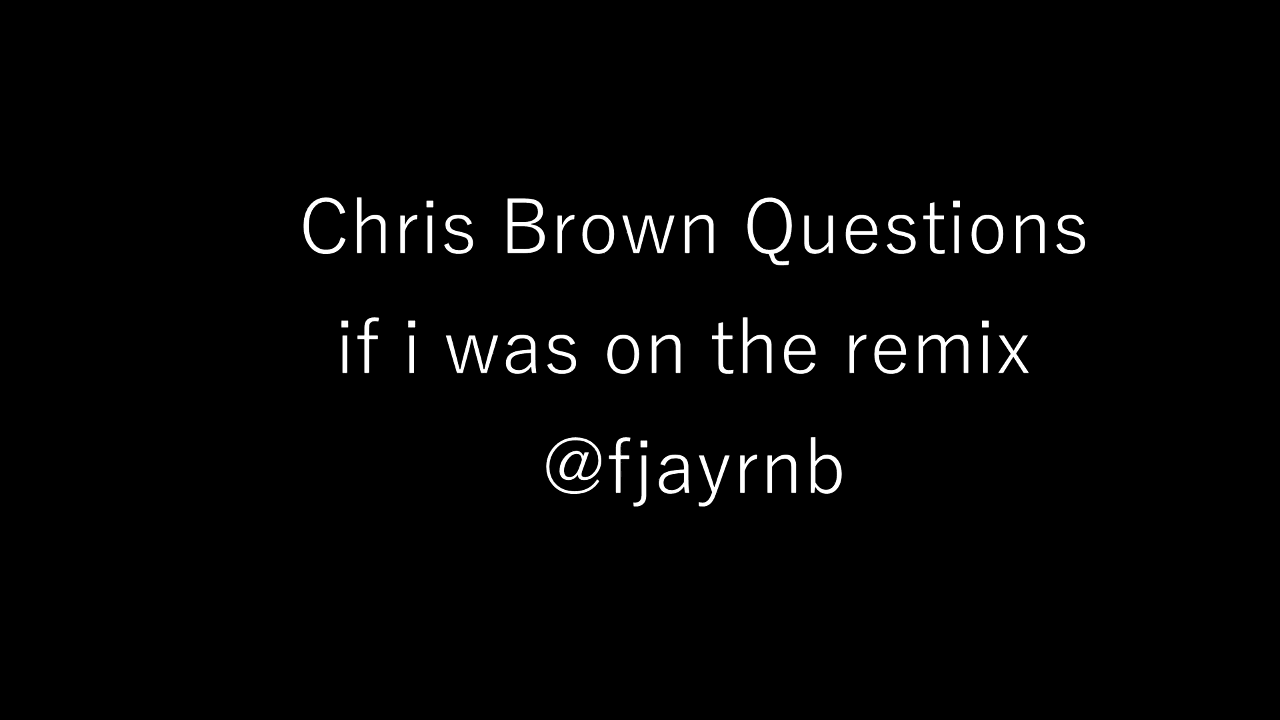 Chris Brown Questions
if i was on the remix
@fjayrnb